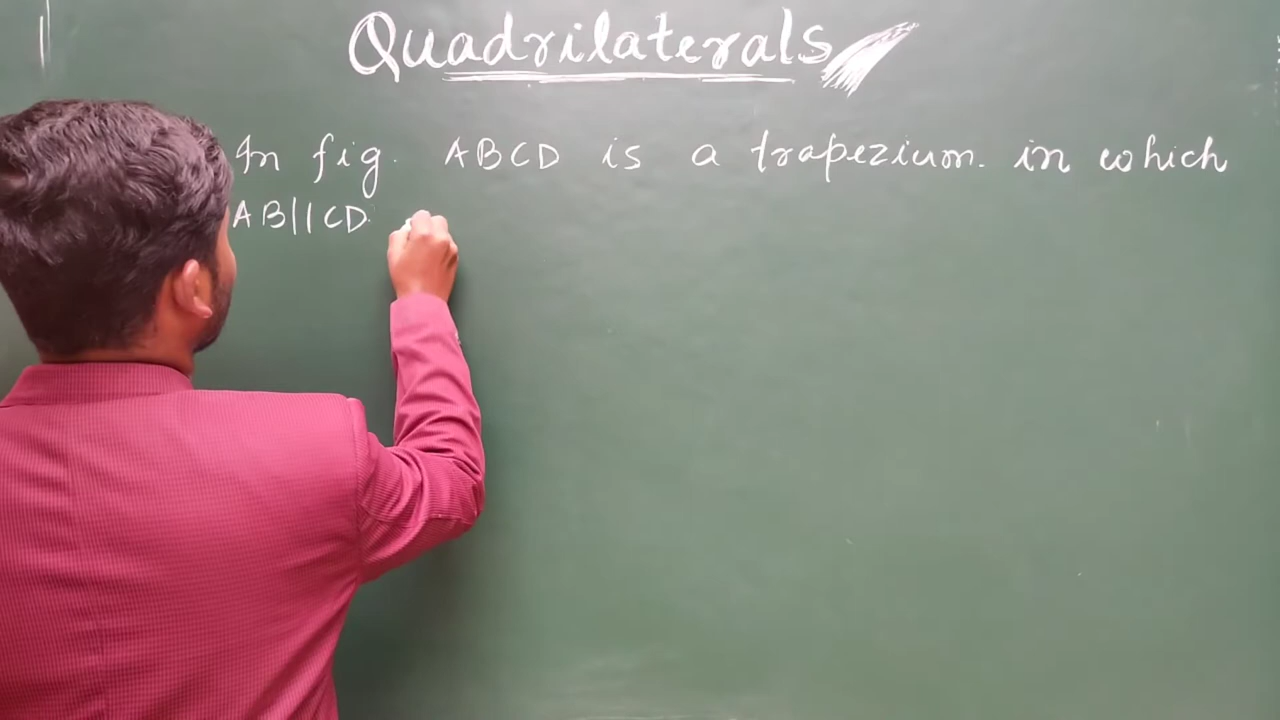 Quadrilaterals
In fig. ABCD is a trapezium. in which
AB||CD